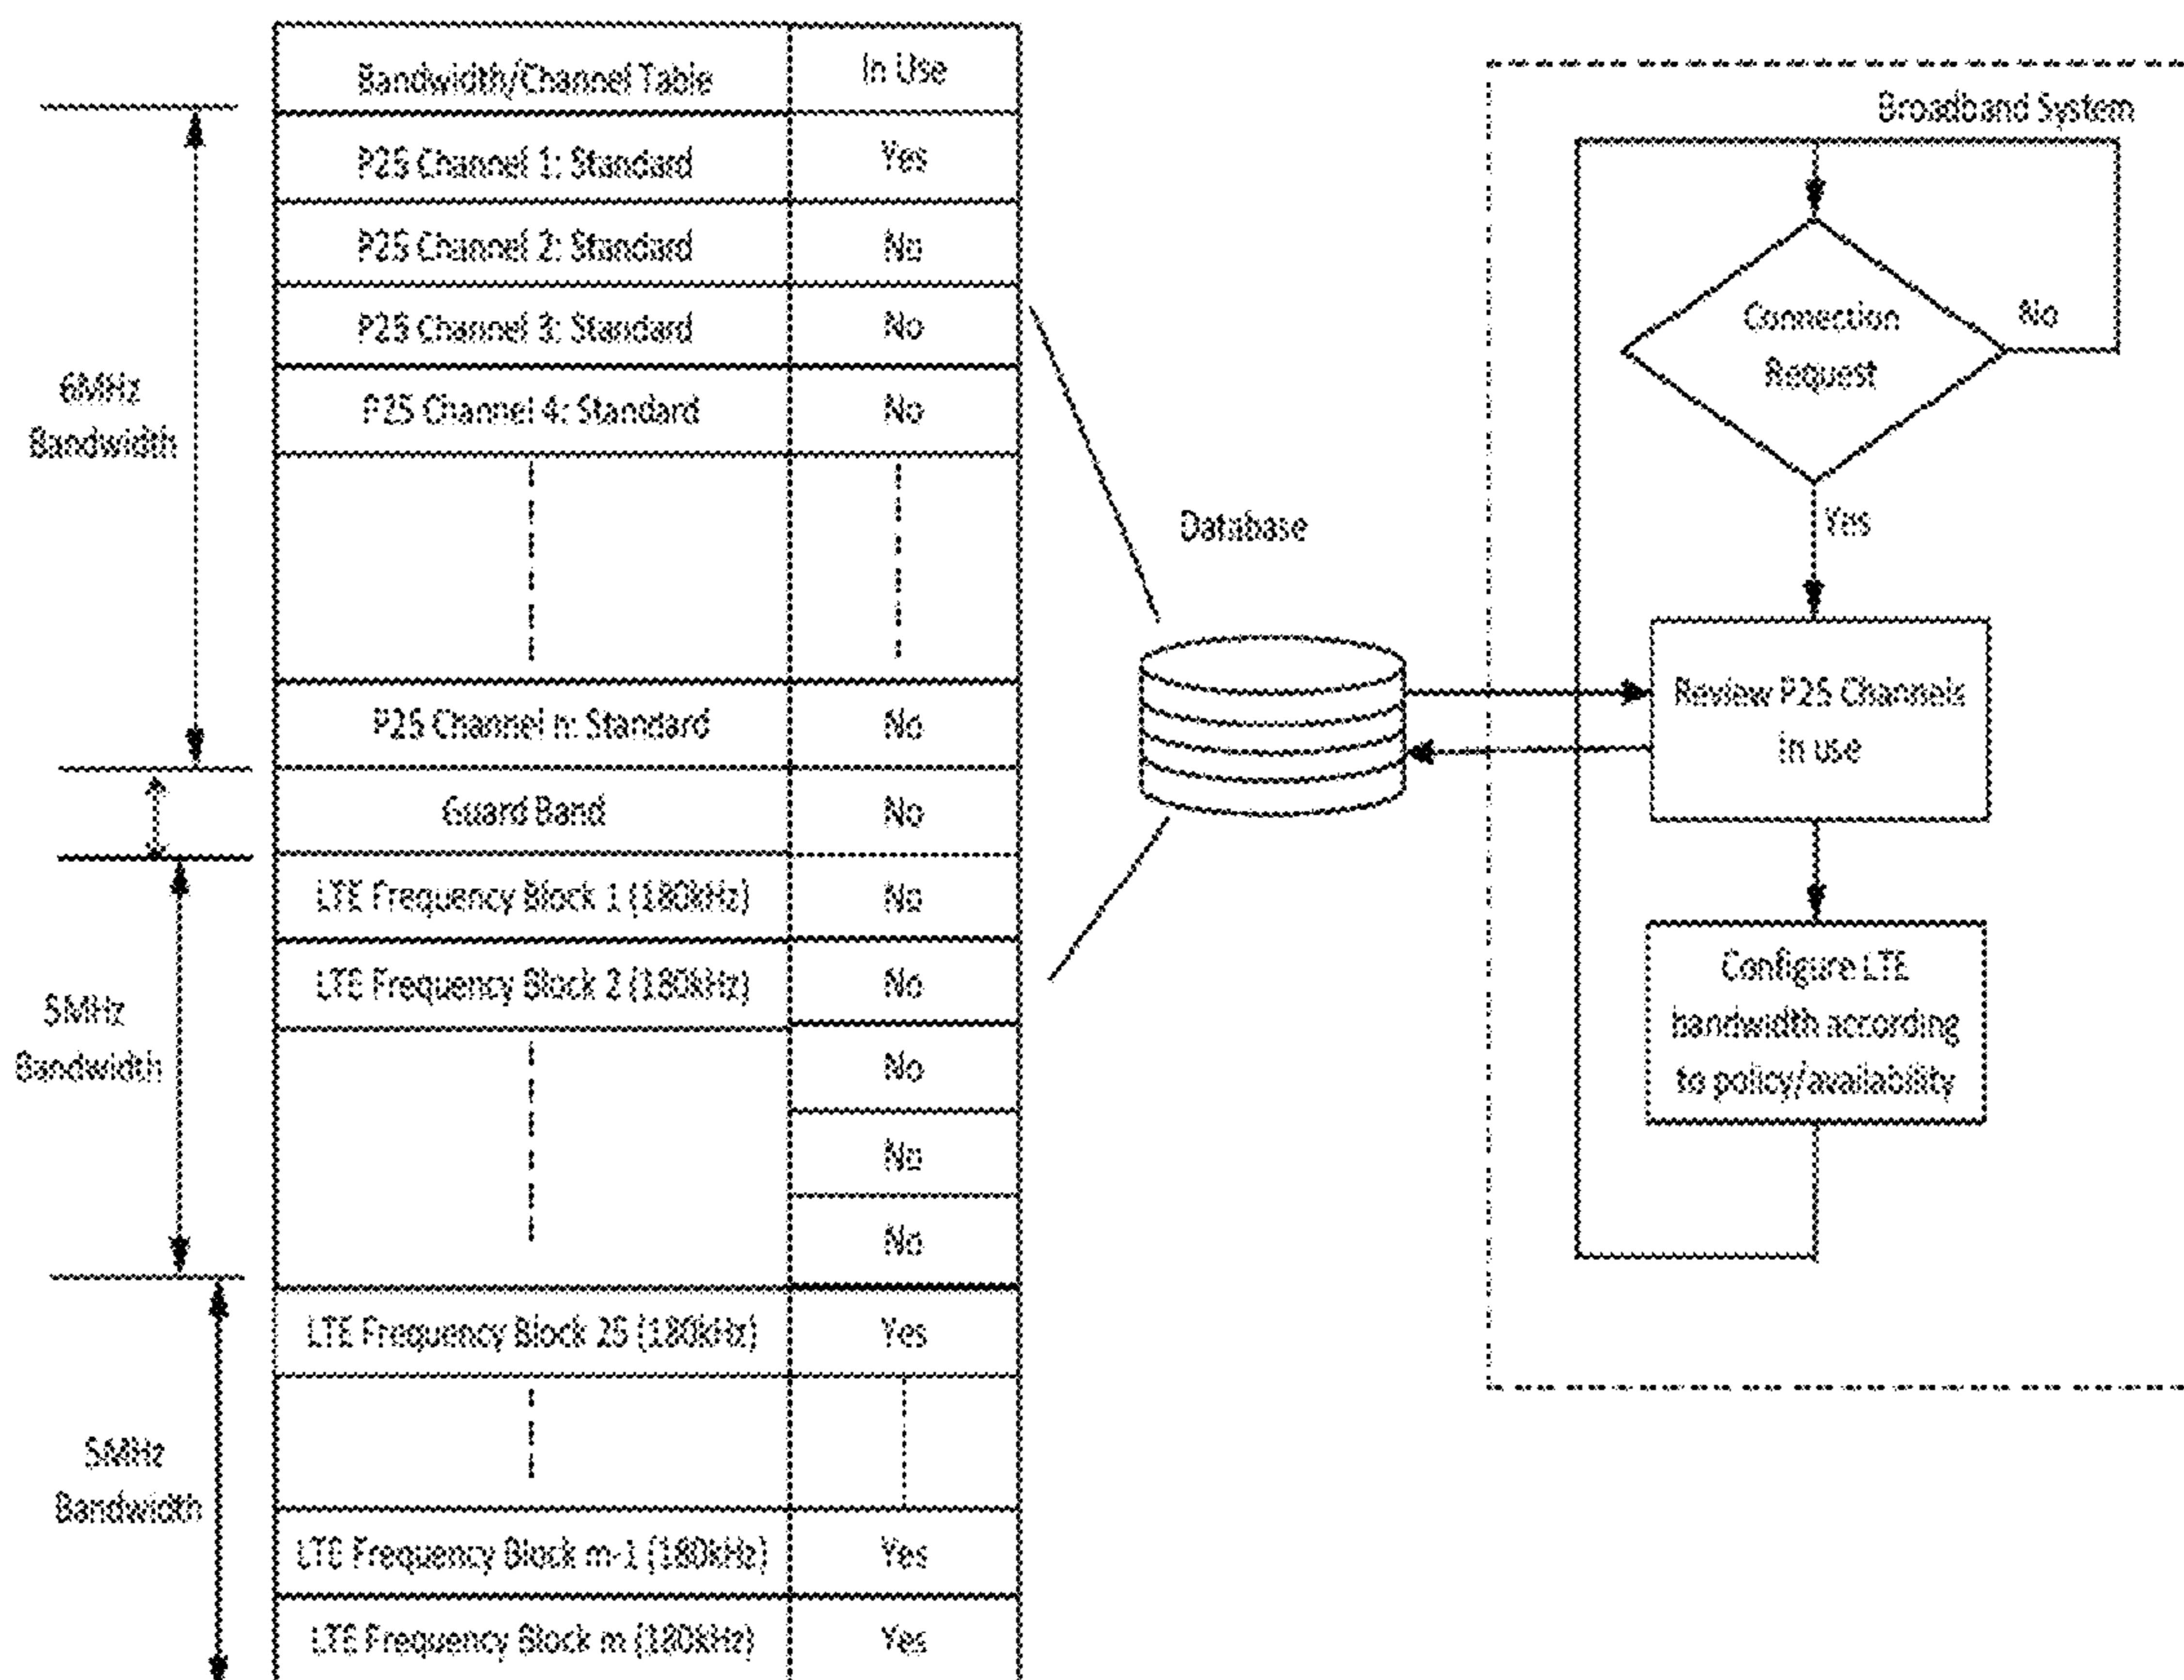 Bandwidth/Channel Table In Use
P25 Channel 1: Standard Yes
P25 Channel 2: Standard No
P25 Channel 3: Standard No
P25 Channel 4: Standard No
P25 Channel n: Standard No
Guard Band No
LTE Frequency Block 1 (180kHz) No
LTE Frequency Block 2 (180kHz) No
No
No
No
LTE Frequency Block 25 (180kHz) Yes
LTE Frequency Block m-1 (180kHz) Yes
LTE Frequency Block m (180kHz) Yes
6MHz
Bandwidth
5MHz
Bandwidth
5MHz
Bandwidth
Database
Broadband System
Connection
Request
No
Yes
Review P25 Channels
in use
Configure LTE
bandwidth according
to policy/availability